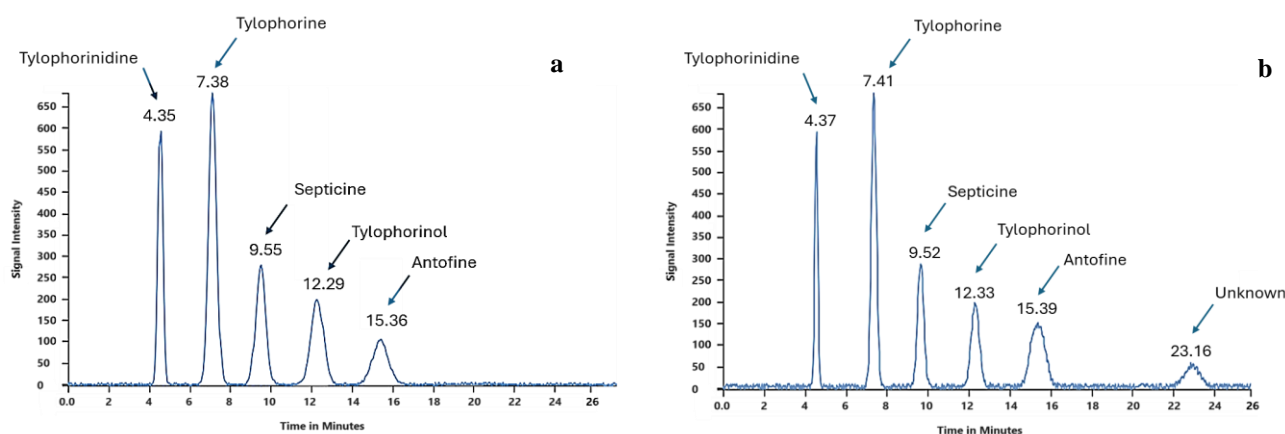 Tylophorine
Tylophorinidine
a
7.38
4.35
Septicine
Tylophorinol
9.55
Antofine
12.29
15.36
Signal Intensity
650
600
550
500
450
400
350
300
250
200
150
100
50
0
0.0 2 4 6 8 10 12 14 16 18 20 22 24 26
Time in Minutes
Tylophorine
Tylophorinidine
b
7.41
4.37
Septicine
Tylophorinol
9.52
Antofine
12.33
15.39
Unknown
23.16
Signal Intensity
650
600
550
500
450
400
350
300
250
200
150
100
50
0
0.0 2 4 6 8 10 12 14 16 18 20 22 24 26
Time in Minutes